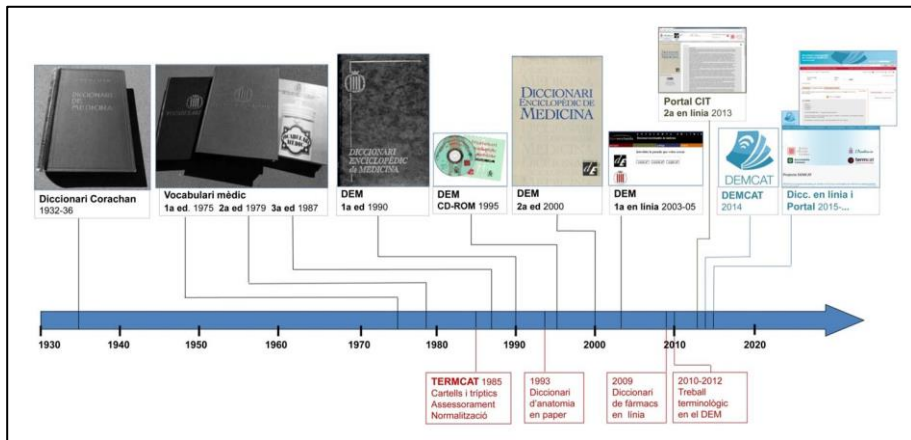 DICCIONARI
DE
MEDICINA
DICCIONARI
ENCICLOPÈDIC
DE MEDICINA
DICCIONARI
ENCICLOPÈDIC DE
MEDICINA
Portal CIT
2a en línia 2013
DEMCAT
Diccionari Corachan
1932-36
Vocabulari mèdic
1a ed. 1975 2a ed 1979 3a ed 1987
DEM
1a ed 1990
DEM
CD-ROM 1995
DEM
2a ed 2000
DEM
1a en línia 2003-05
DEMCAT
2014
Dicc. en línia i
Portal 2015-...
1930 1940 1950 1960 1970 1980 1990 2000 2010 2020
TERMCAT 1985
Cartells i tríptics
Assessorament
Normalització
1993
Diccionari
d'anatomia
en paper
2009
Diccionari
de fàrmacs
en línia
2010-2012
Treball
terminològic
en el DEM